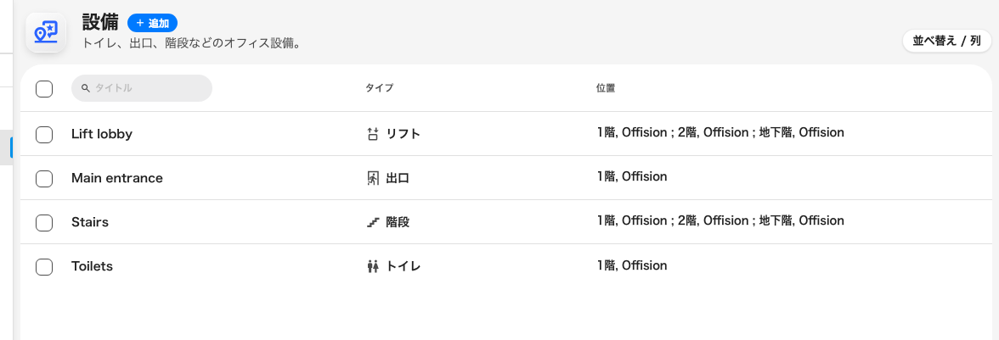 設備 + 追加
トイレ、出口、階段などのオフィス設備。
並べ替え / 列
タイトル タイプ 位置
Lift lobby リフト 1階, Offision ; 2階, Offision ; 地下階, Offision
Main entrance 出口 1階, Offision
Stairs 階段 1階, Offision ; 2階, Offision ; 地下階, Offision
Toilets トイレ 1階, Offision